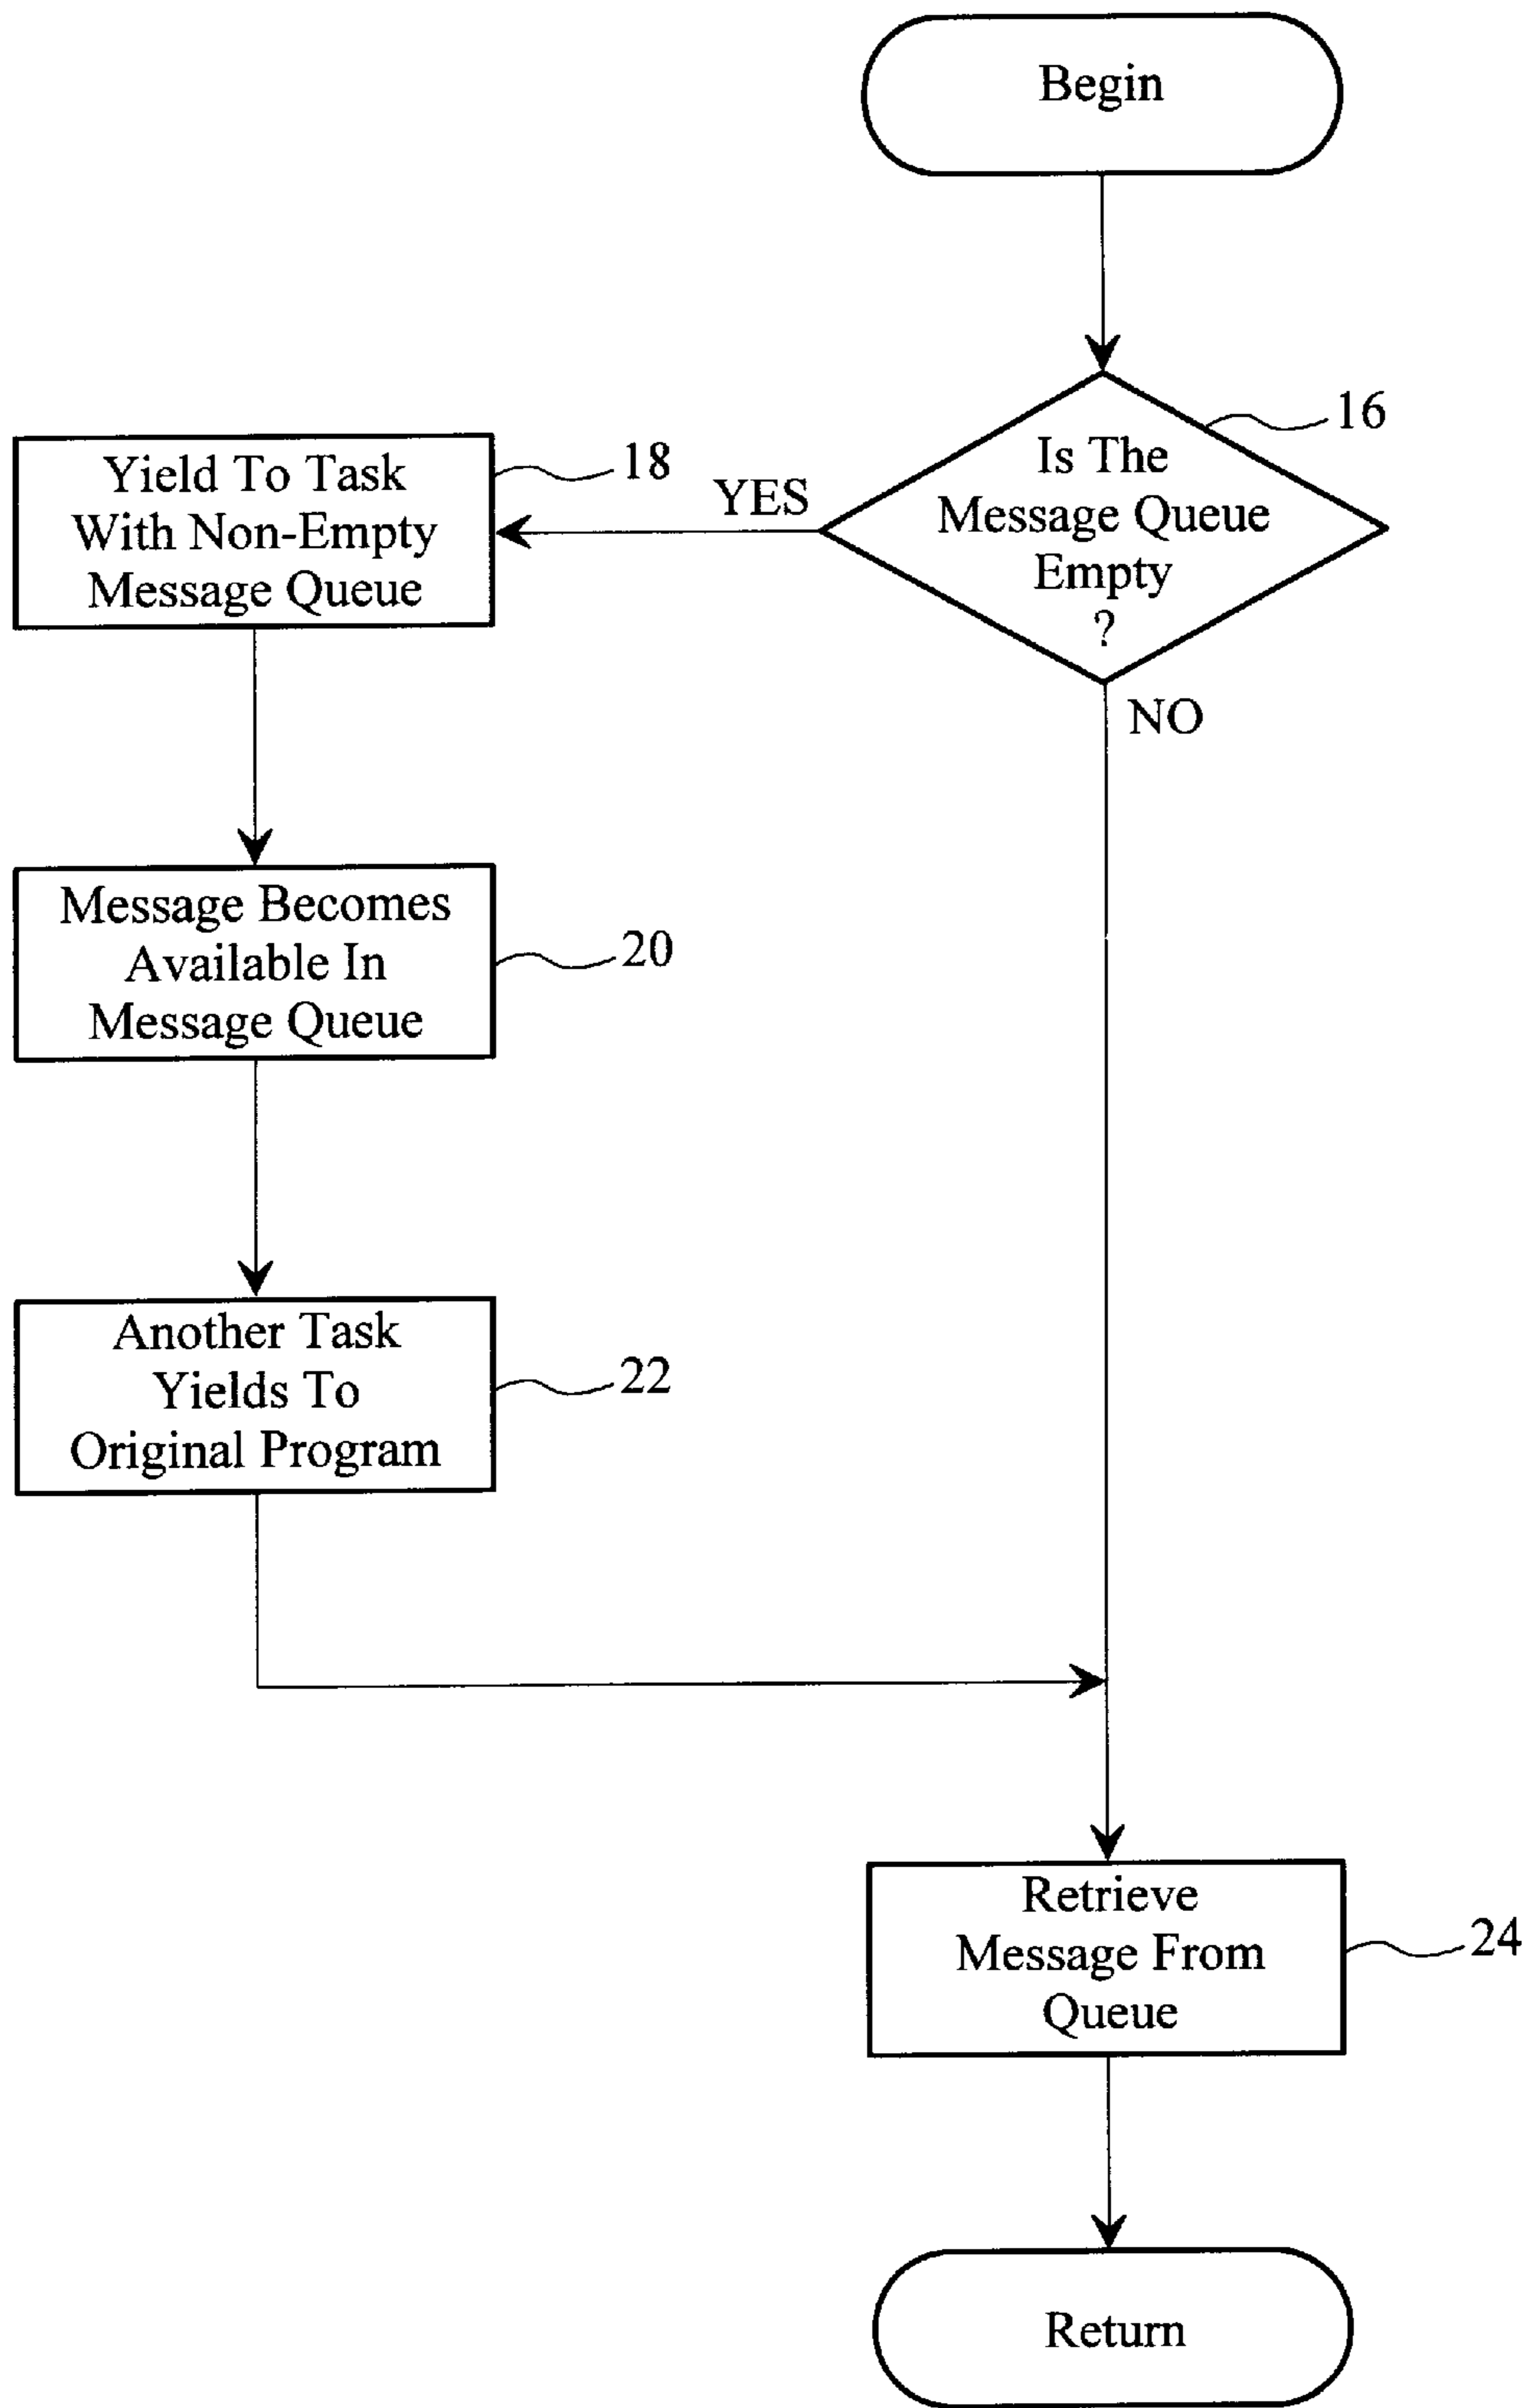 Begin
16
Is The
Message Queue
Empty
?
YES
NO
18
Yield To Task
With Non-Empty
Message Queue
Message Becomes
Available In
Message Queue
20
Another Task
Yields To
Original Program
22
Retrieve
Message From
Queue
24
Return